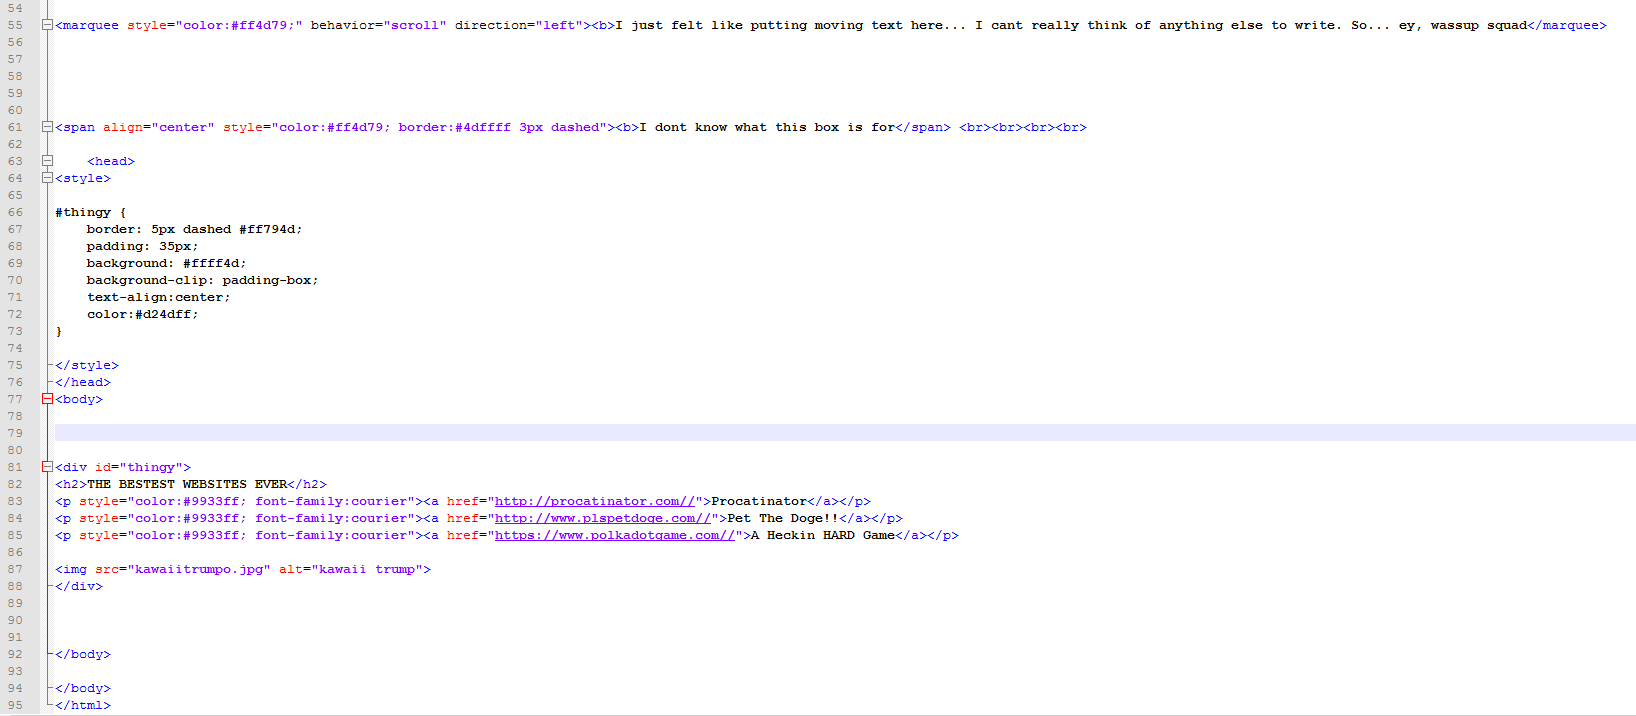 54
55 <marquee style="color:#ff4d79;" behavior="scroll" direction="left"><b>I just felt like putting moving text here... I cant really think of anything else to write. So... ey, wassup squad</marquee>
56
57
58
59
60
61 <span align="center" style="color:#ff4d79; border:#4dffff 3px dashed"><b>I dont know what this box is for</span> <br><br><br><br>
62
63     <head>
64 <style>
65
66 #thingy {
67     border: 5px dashed #ff794d;
68     padding: 35px;
69     background: #ffff4d;
70     background-clip: padding-box;
71     text-align:center;
72     color:#d24dff;
73 }
74
75 </style>
76 </head>
77 <body>
78
79
80
81 <div id="thingy">
82 <h2>THE BESTEST WEBSITES EVER</h2>
83 <p style="color:#9933ff; font-family:courier"><a href="http://procatinator.com//">Procatinator</a></p>
84 <p style="color:#9933ff; font-family:courier"><a href="http://www.plspetdoge.com//">Pet The Doge!!</a></p>
85 <p style="color:#9933ff; font-family:courier"><a href="https://www.polkadotgame.com//">A Heckin HARD Game</a></p>
86
87 <img src="kawaiitrumpo.jpg" alt="kawaii trump">
88 </div>
89
90
91
92 </body>
93
94 </body>
95 </html>